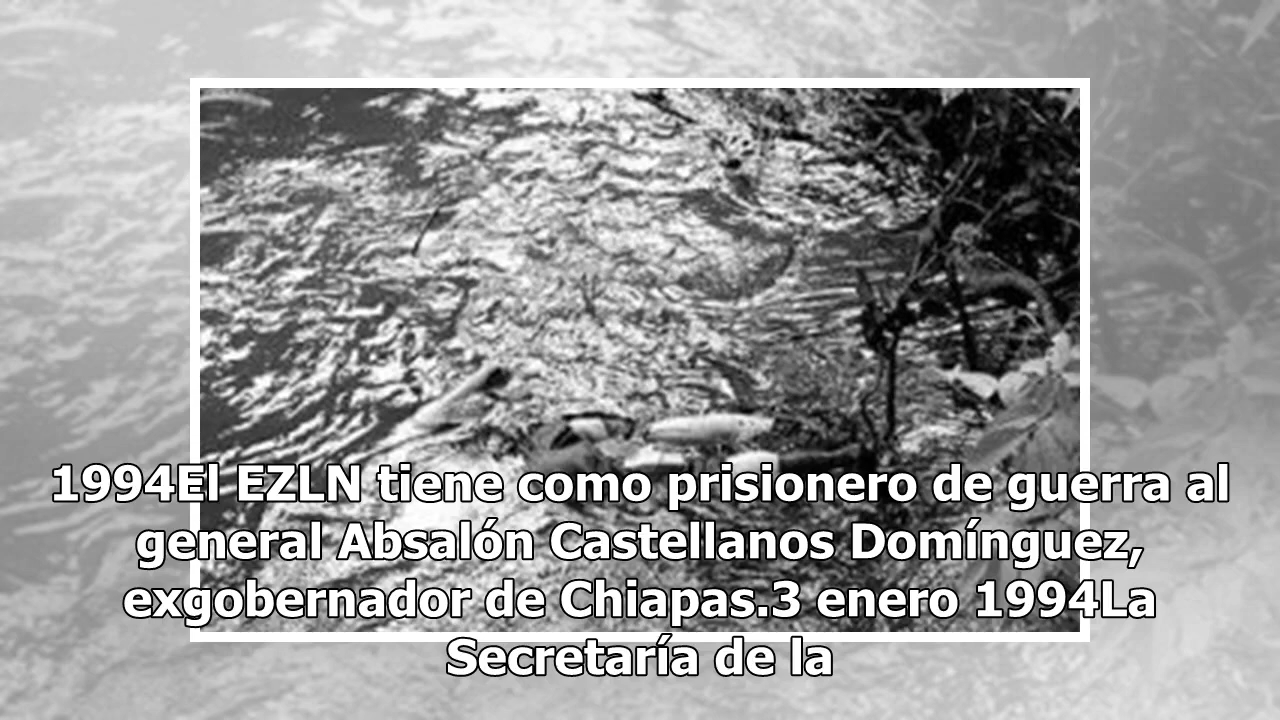 1994El EZLN tiene como prisionero de guerra al
general Absalón Castellanos Domínguez,
exgobernador de Chiapas.3 enero 1994La
Secretaría de la